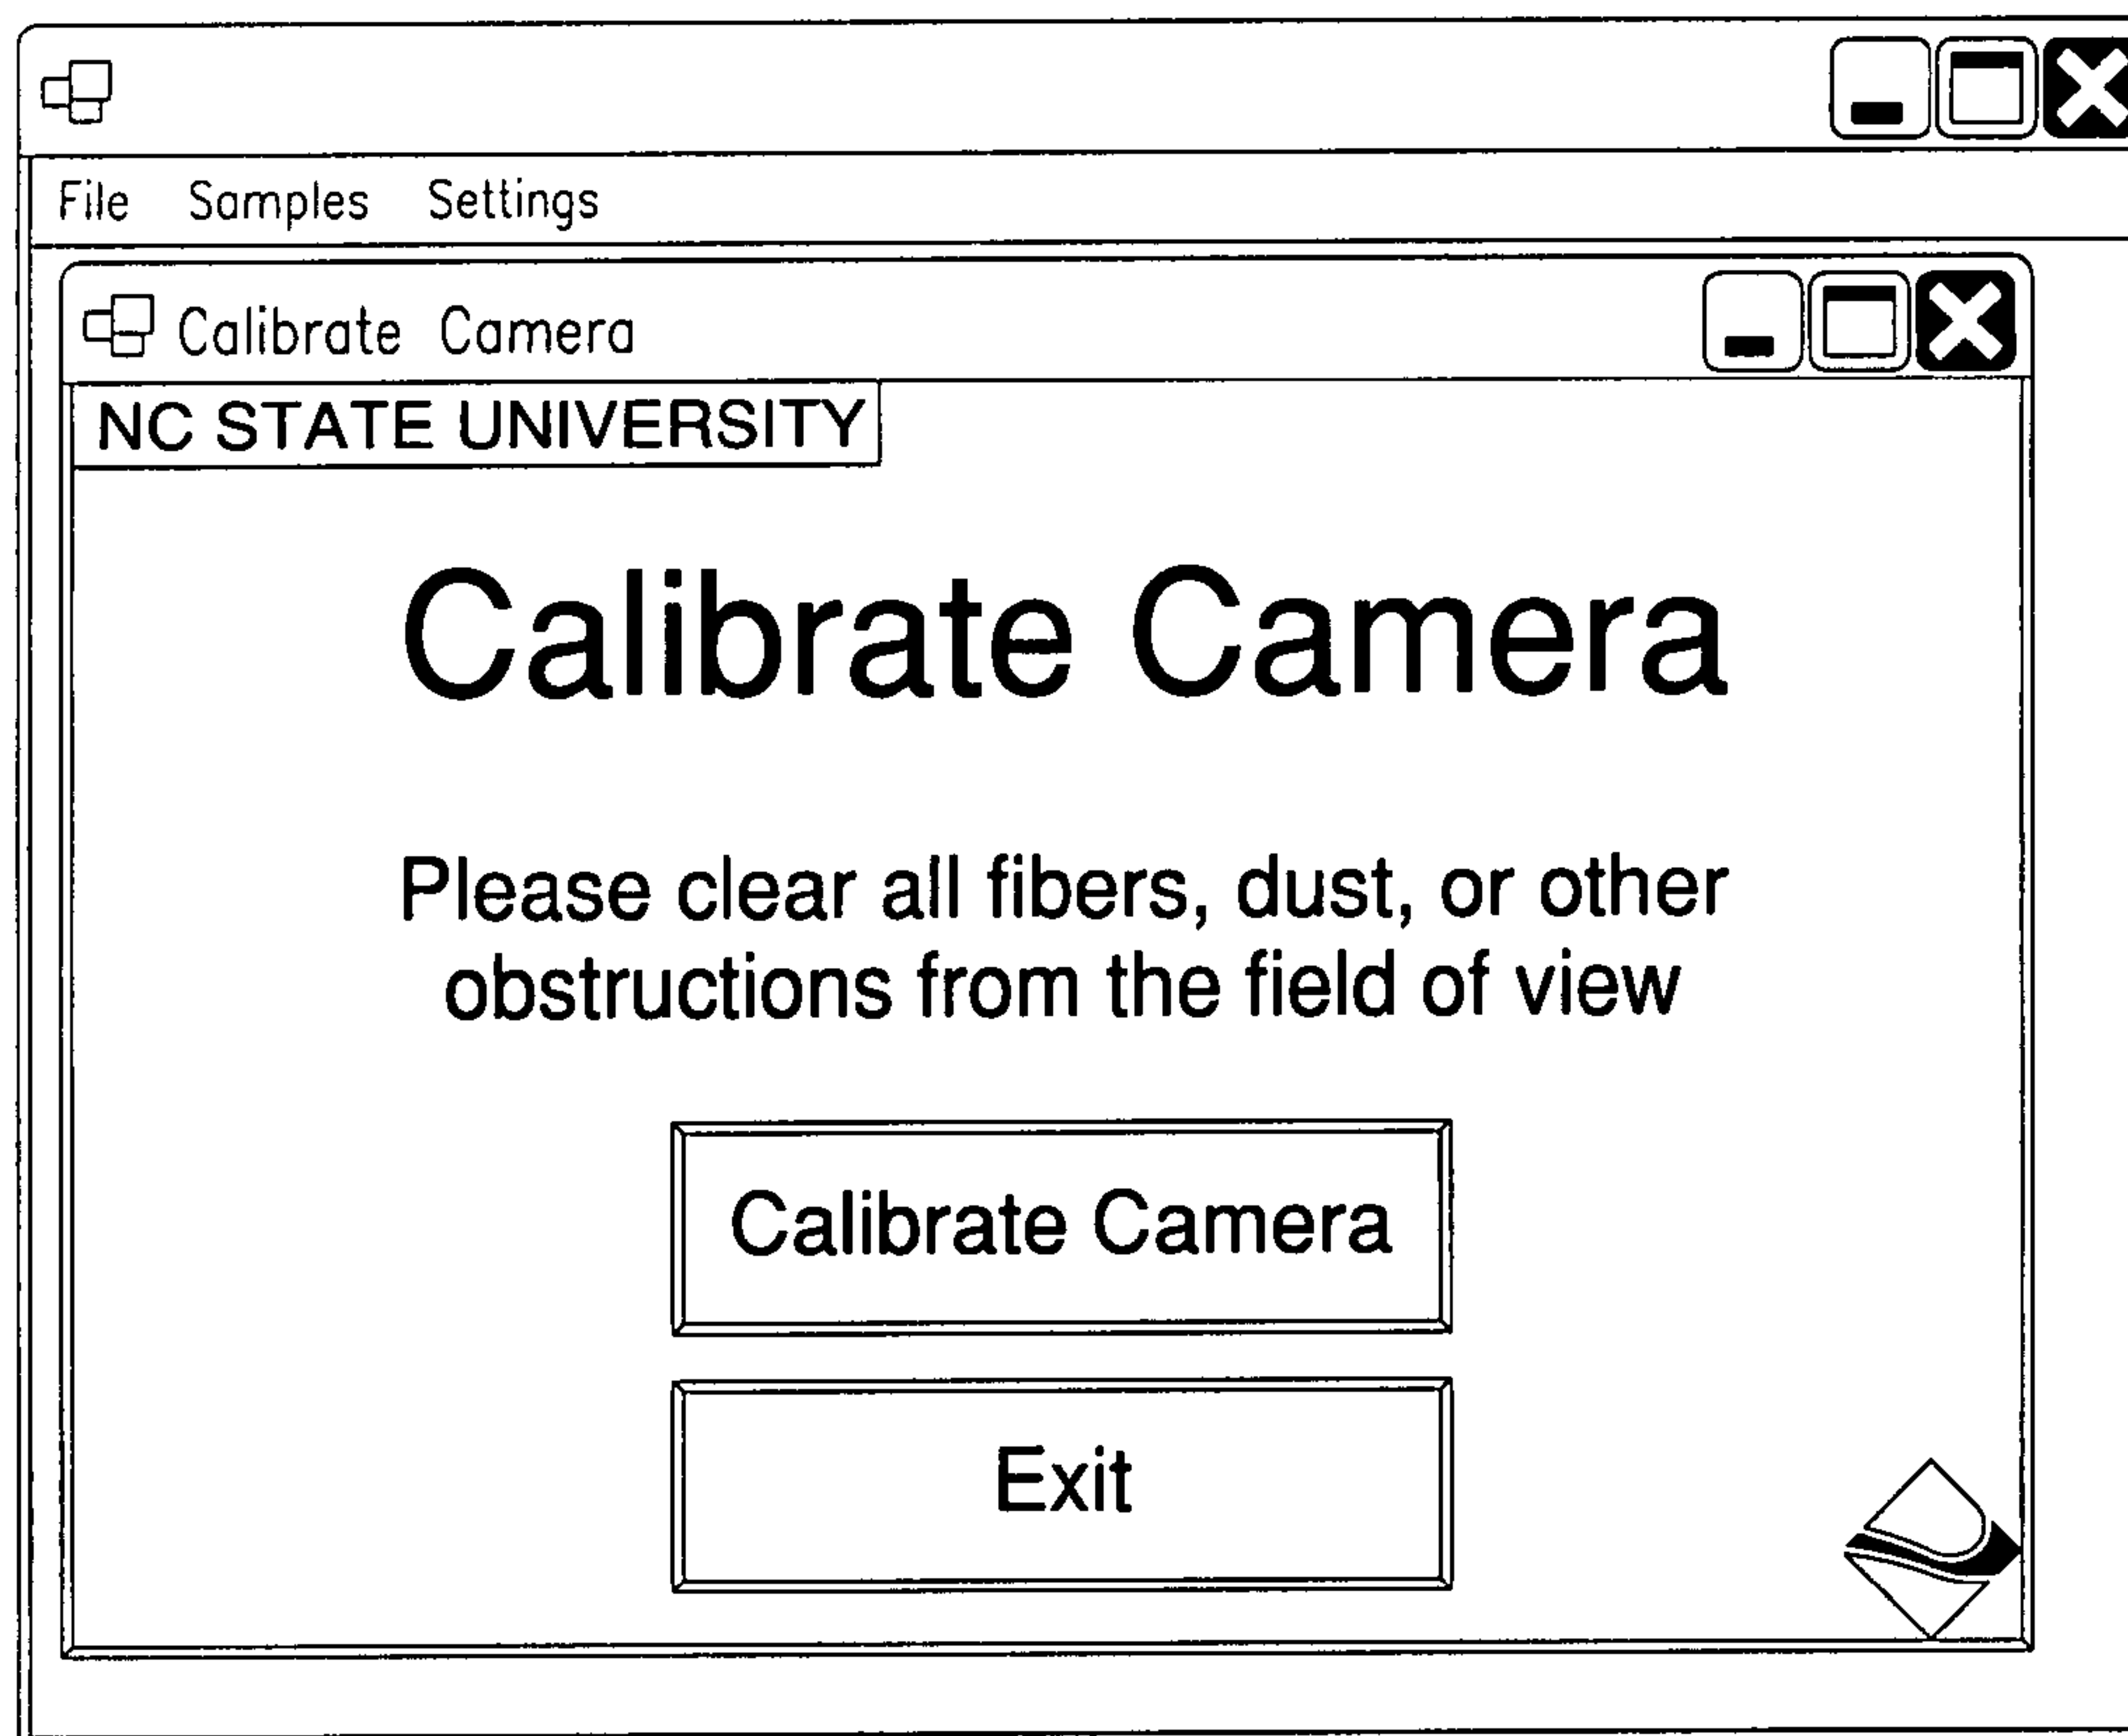 File Samples Settings
Calibrate Camera
NC STATE UNIVERSITY
Calibrate Camera
Please clear all fibers, dust, or other
obstructions from the field of view
Calibrate Camera
Exit